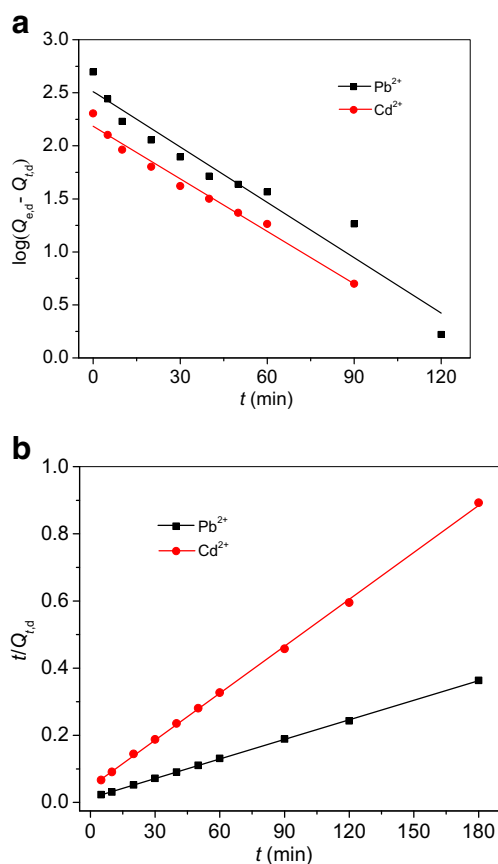 a
3.0
2.5
2.0
1.5
1.0
0.5
0.0
log(Qe,d - Qt,d)
Pb2+
Cd2+
0 30 60 90 120
t (min)
b
1.0
0.8
0.6
0.4
0.2
0.0
t/Qt,d
Pb2+
Cd2+
0 30 60 90 120 150 180
t (min)